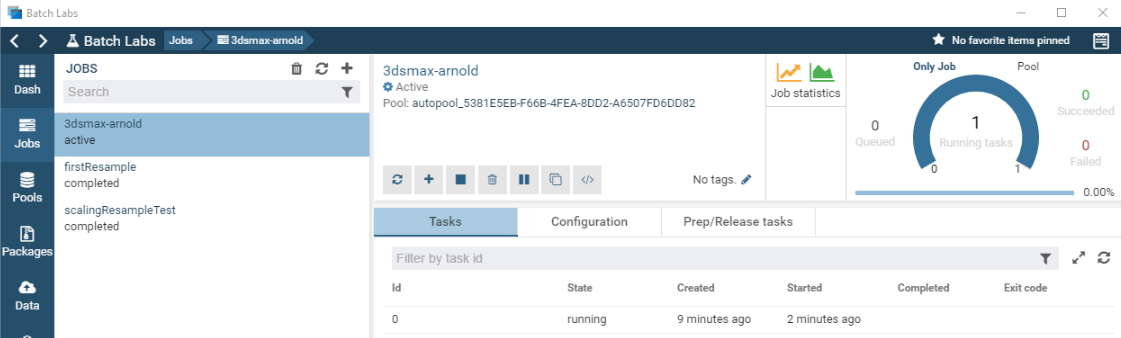 Batch Labs
Batch Labs Jobs 3dsmax-arnold No favorite items pinned
Dash
Jobs
Pools
Packages
Data
JOBS
Search
3dsmax-arnold
active
firstResample
completed
scalingResampleTest
completed
3dsmax-arnold
Active
Pool: autopool_5381E5EB-F66B-4FEA-8DD2-A6507FD6DD82
No tags.
Job statistics
Only Job Pool
0
Queued
1
Running tasks
0 1
0
Succeeded
0
Failed
0.00%
Tasks Configuration Prep/Release tasks
Filter by task id
Id State Created Started Completed Exit code
0 running 9 minutes ago 2 minutes ago